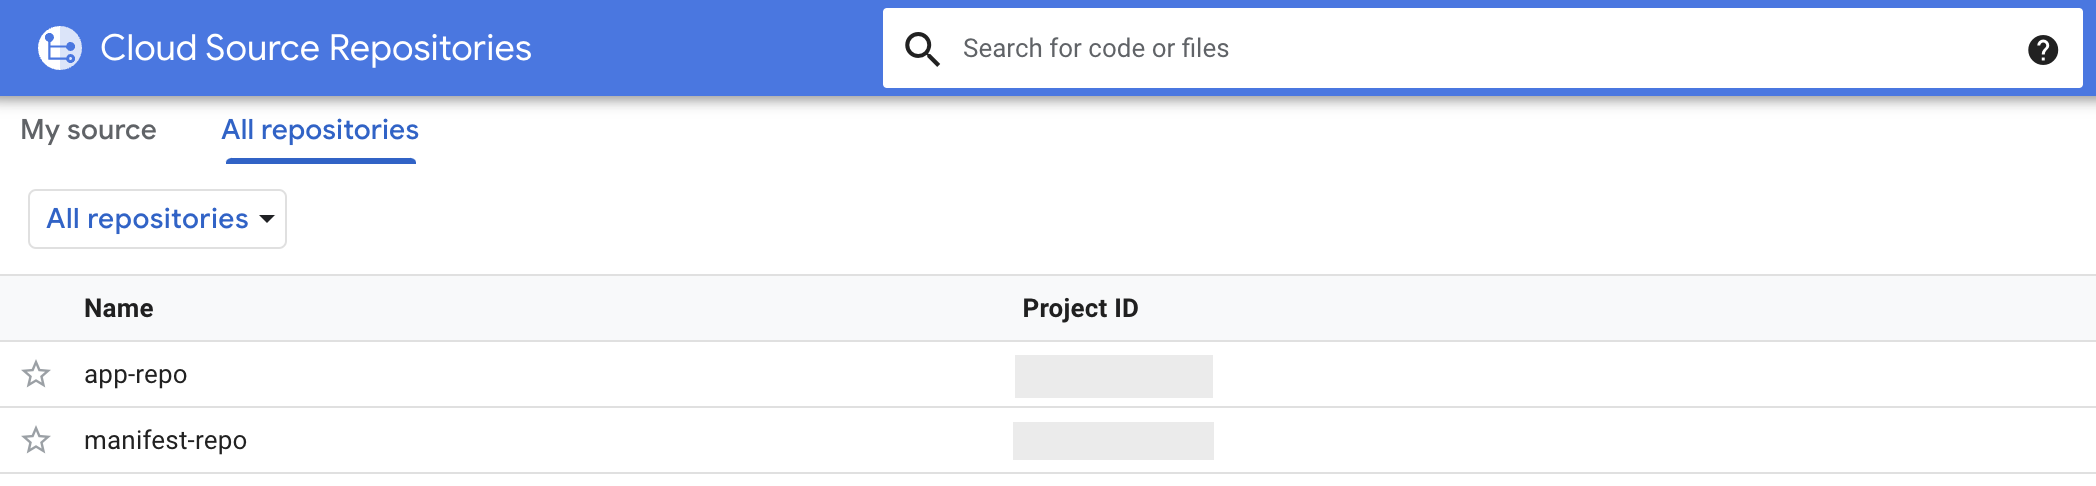 Cloud Source Repositories
Search for code or files
My source All repositories
All repositories
Name Project ID
app-repo
manifest-repo